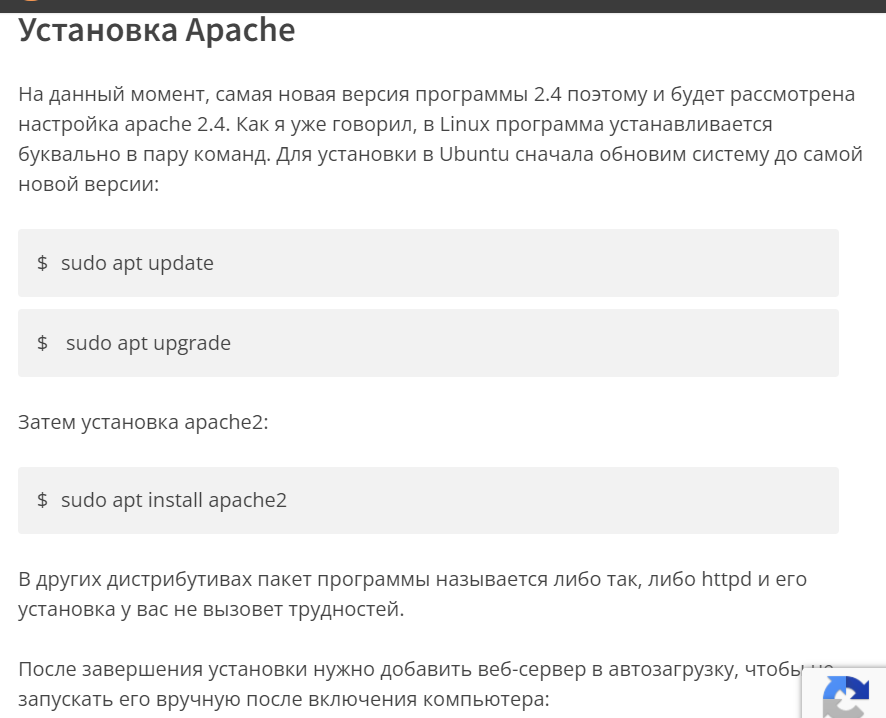 Установка Apache
На данный момент, самая новая версия программы 2.4 поэтому и будет рассмотрена
настройка apache 2.4. Как я уже говорил, в Linux программа устанавливается
буквально в пару команд. Для установки в Ubuntu сначала обновим систему до самой
новой версии:
$ sudo apt update
$ sudo apt upgrade
Затем установка apache2:
$ sudo apt install apache2
В других дистрибутивах пакет программы называется либо так, либо httpd и его
установка у вас не вызовет трудностей.
После завершения установки нужно добавить веб-сервер в автозагрузку, чтобы не
запускать его вручную после включения компьютера: